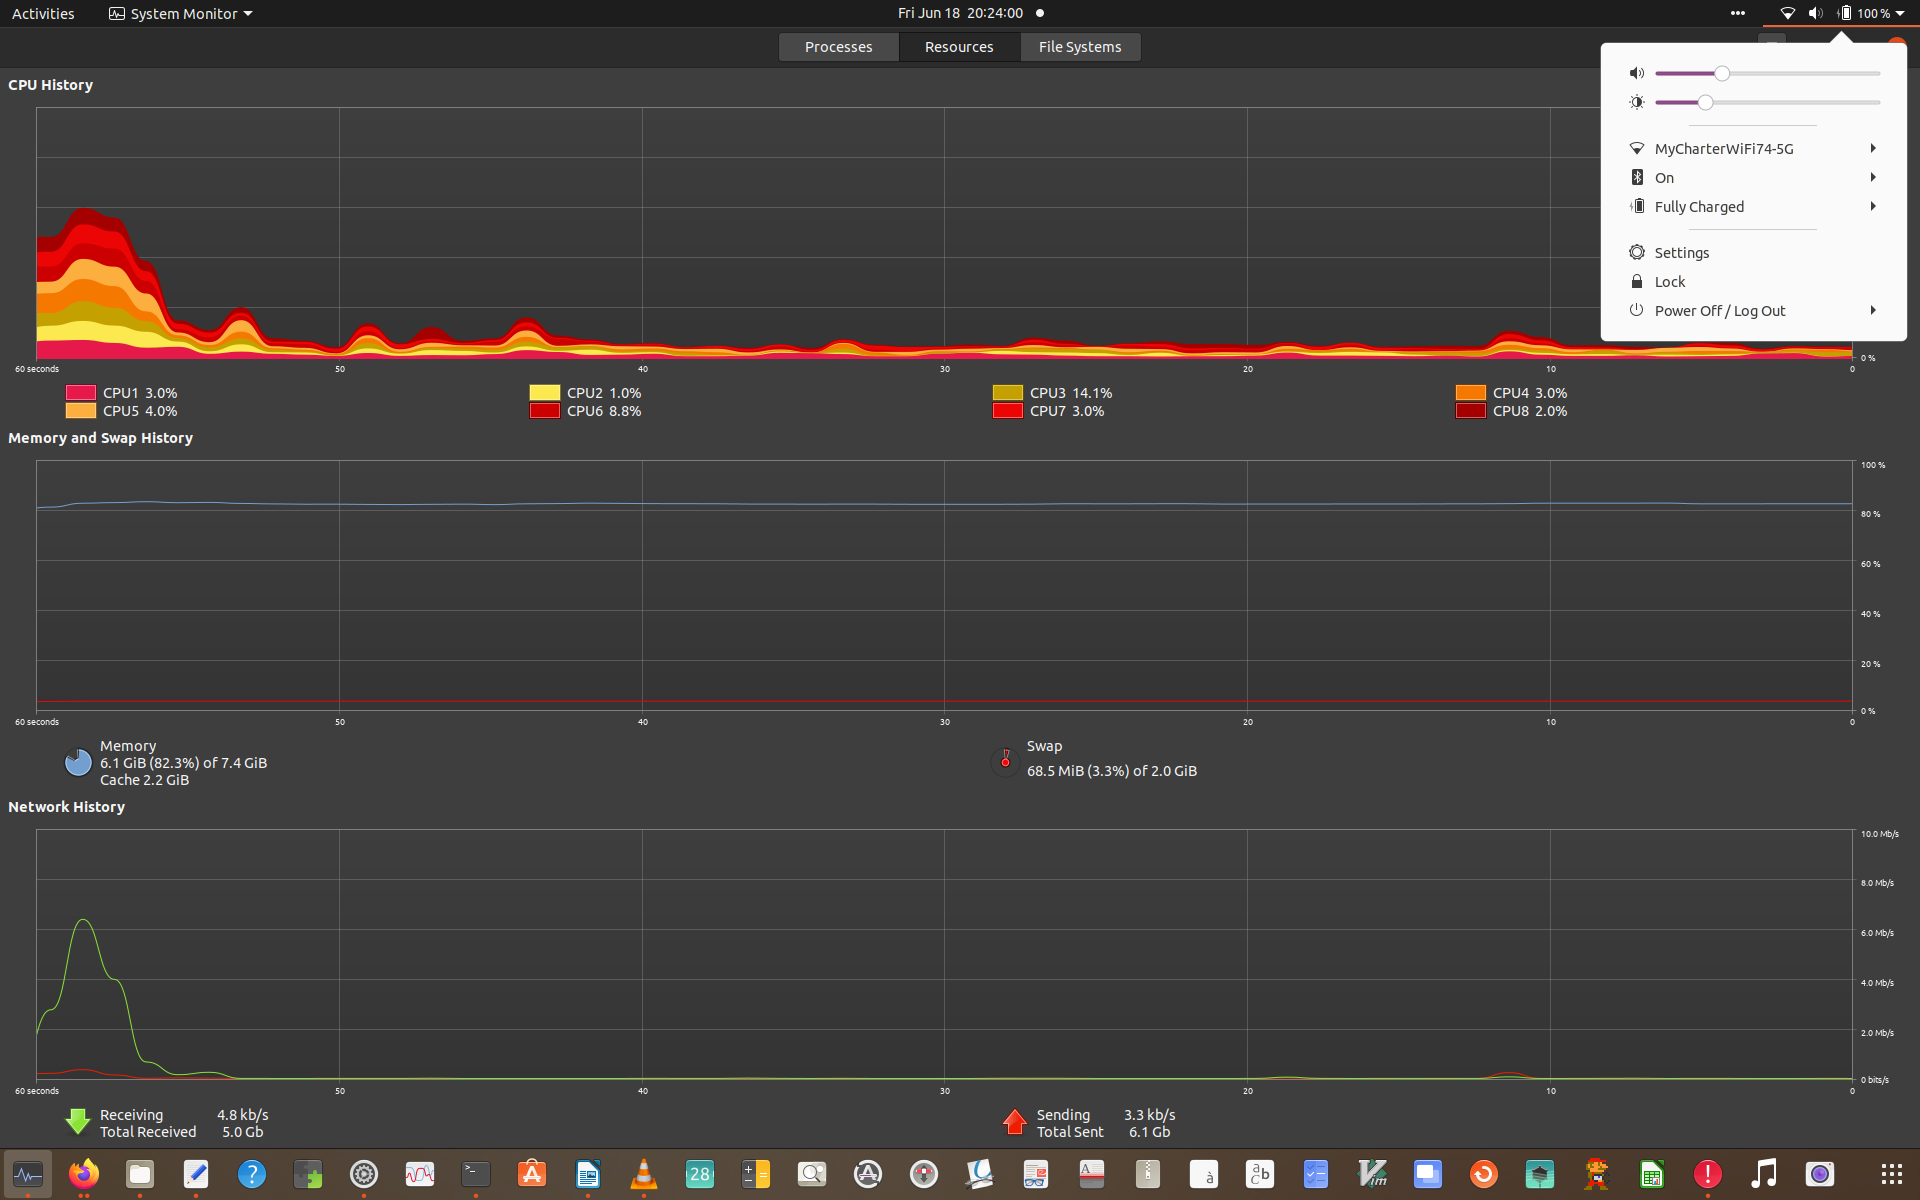 Activities
System Monitor
Fri Jun 18 20:24:00
100 %
Processes
Resources
File Systems
MyCharterWiFi74-5G
On
Fully Charged
Settings
Lock
Power Off / Log Out
CPU History
0 %
60 seconds
50
40
30
20
10
0
CPU1 3.0%
CPU2 1.0%
CPU3 14.1%
CPU4 3.0%
CPU5 4.0%
CPU6 8.8%
CPU7 3.0%
CPU8 2.0%
Memory and Swap History
100 %
80 %
60 %
40 %
20 %
0 %
60 seconds
50
40
30
20
10
0
Memory
6.1 GiB (82.3%) of 7.4 GiB
Cache 2.2 GiB
Swap
68.5 MiB (3.3%) of 2.0 GiB
Network History
10.0 Mb/s
8.0 Mb/s
6.0 Mb/s
4.0 Mb/s
2.0 Mb/s
0 bits/s
60 seconds
50
40
30
20
10
0
Receiving 4.8 kb/s
Total Received 5.0 Gb
Sending 3.3 kb/s
Total Sent 6.1 Gb
28
à
a b c
Vim